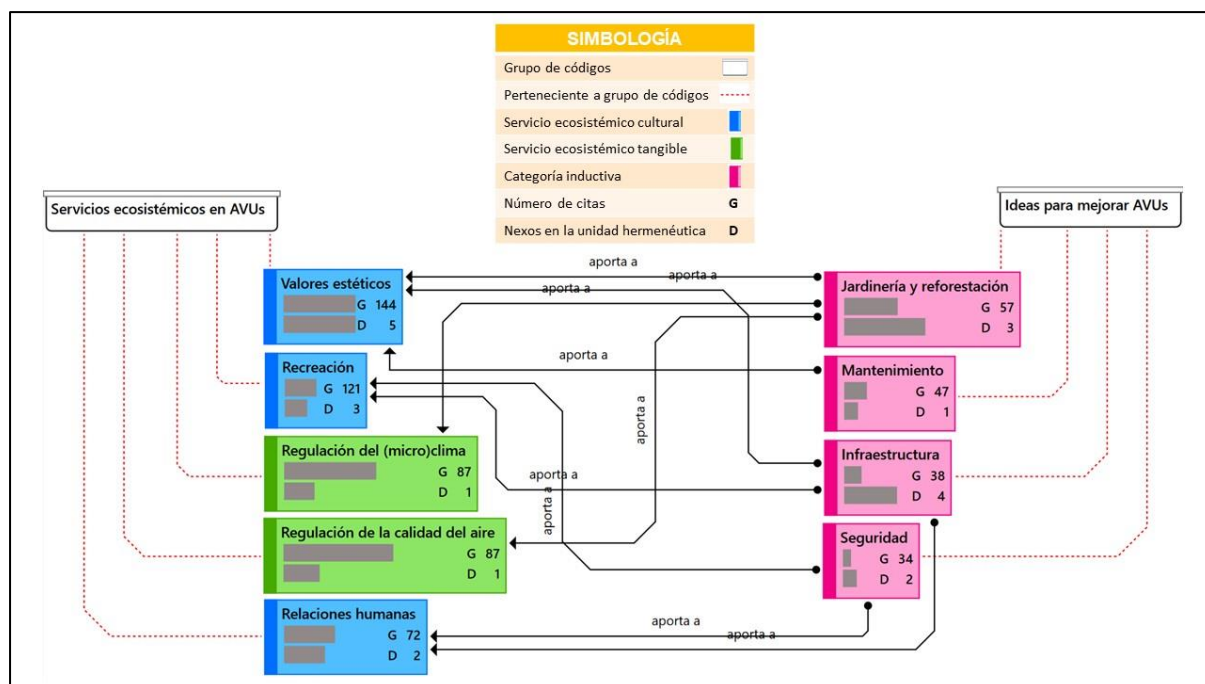 SIMBOLOGÍA
Grupo de códigos
Perteneciente a grupo de códigos
Servicio ecosistémico cultural
Servicio ecosistémico tangible
Categoría inductiva
Número de citas G
Nexos en la unidad hermenéutica D
Servicios ecosistémicos en AVUs
Ideas para mejorar AVUs
Valores estéticos
G 144
D 5
Recreación
G 121
D 3
Regulación del (micro)clima
G 87
D 1
Regulación de la calidad del aire
G 87
D 1
Relaciones humanas
G 72
D 2
aporta a
aporta a
aporta a
aporta a
aporta a
aporta a
aporta a
aporta a
aporta a
Jardinería y reforestación
G 57
D 3
Mantenimiento
G 47
D 1
Infraestructura
G 38
D 4
Seguridad
G 34
D 2